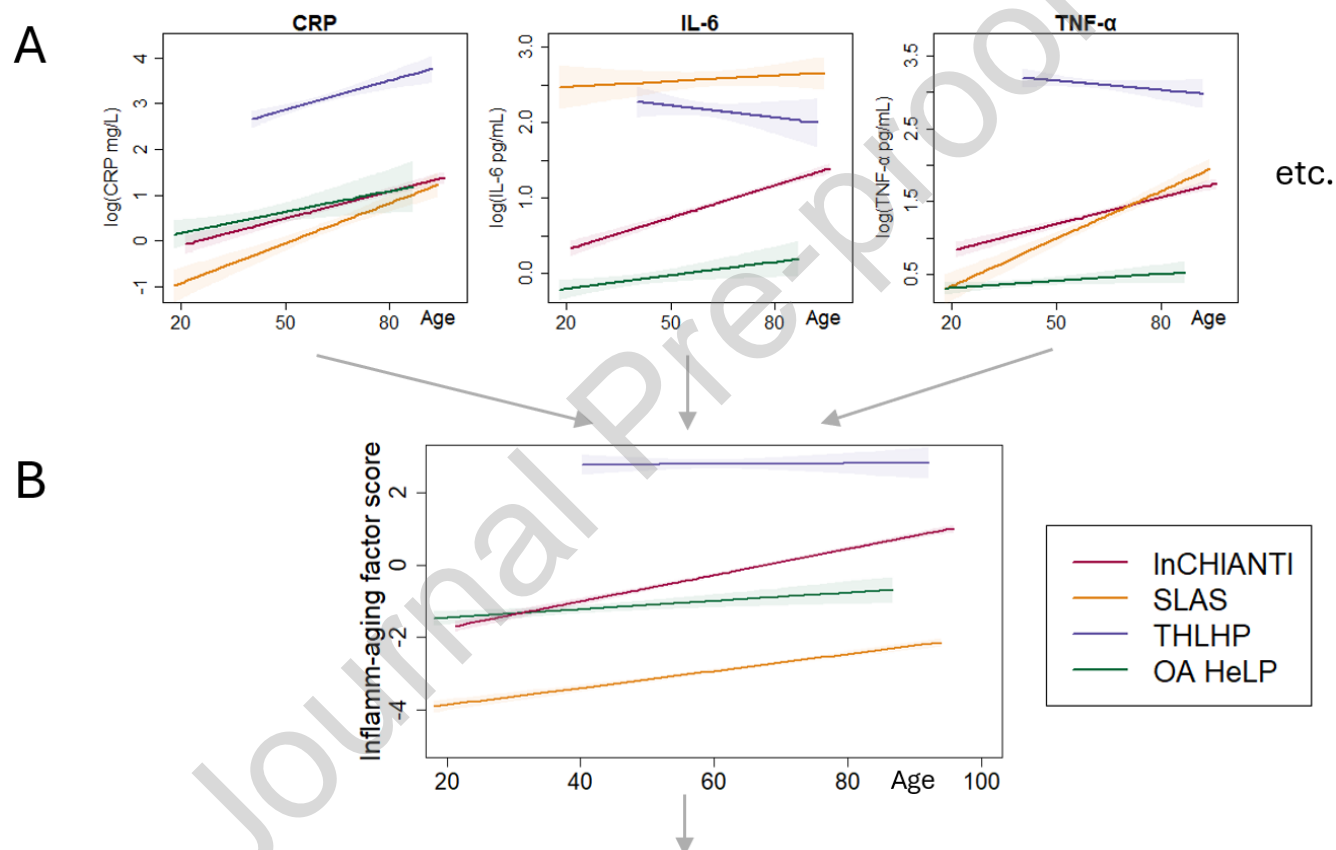 A
CRP
IL-6
TNF-α
log(CRP mg/L)
4
3
2
1
0
-1
20 50 80 Age
log(IL-6 pg/mL)
3.0
2.0
1.0
0.0
20 50 80 Age
log(TNF-α pg/mL)
3.5
2.5
1.5
0.5
20 50 80 Age
etc.
B
Inflamm-aging factor score
2
0
-2
-4
20 40 60 80 Age 100
InCHIANTI
SLAS
THLHP
OA HeLP
Journal Pre-proof